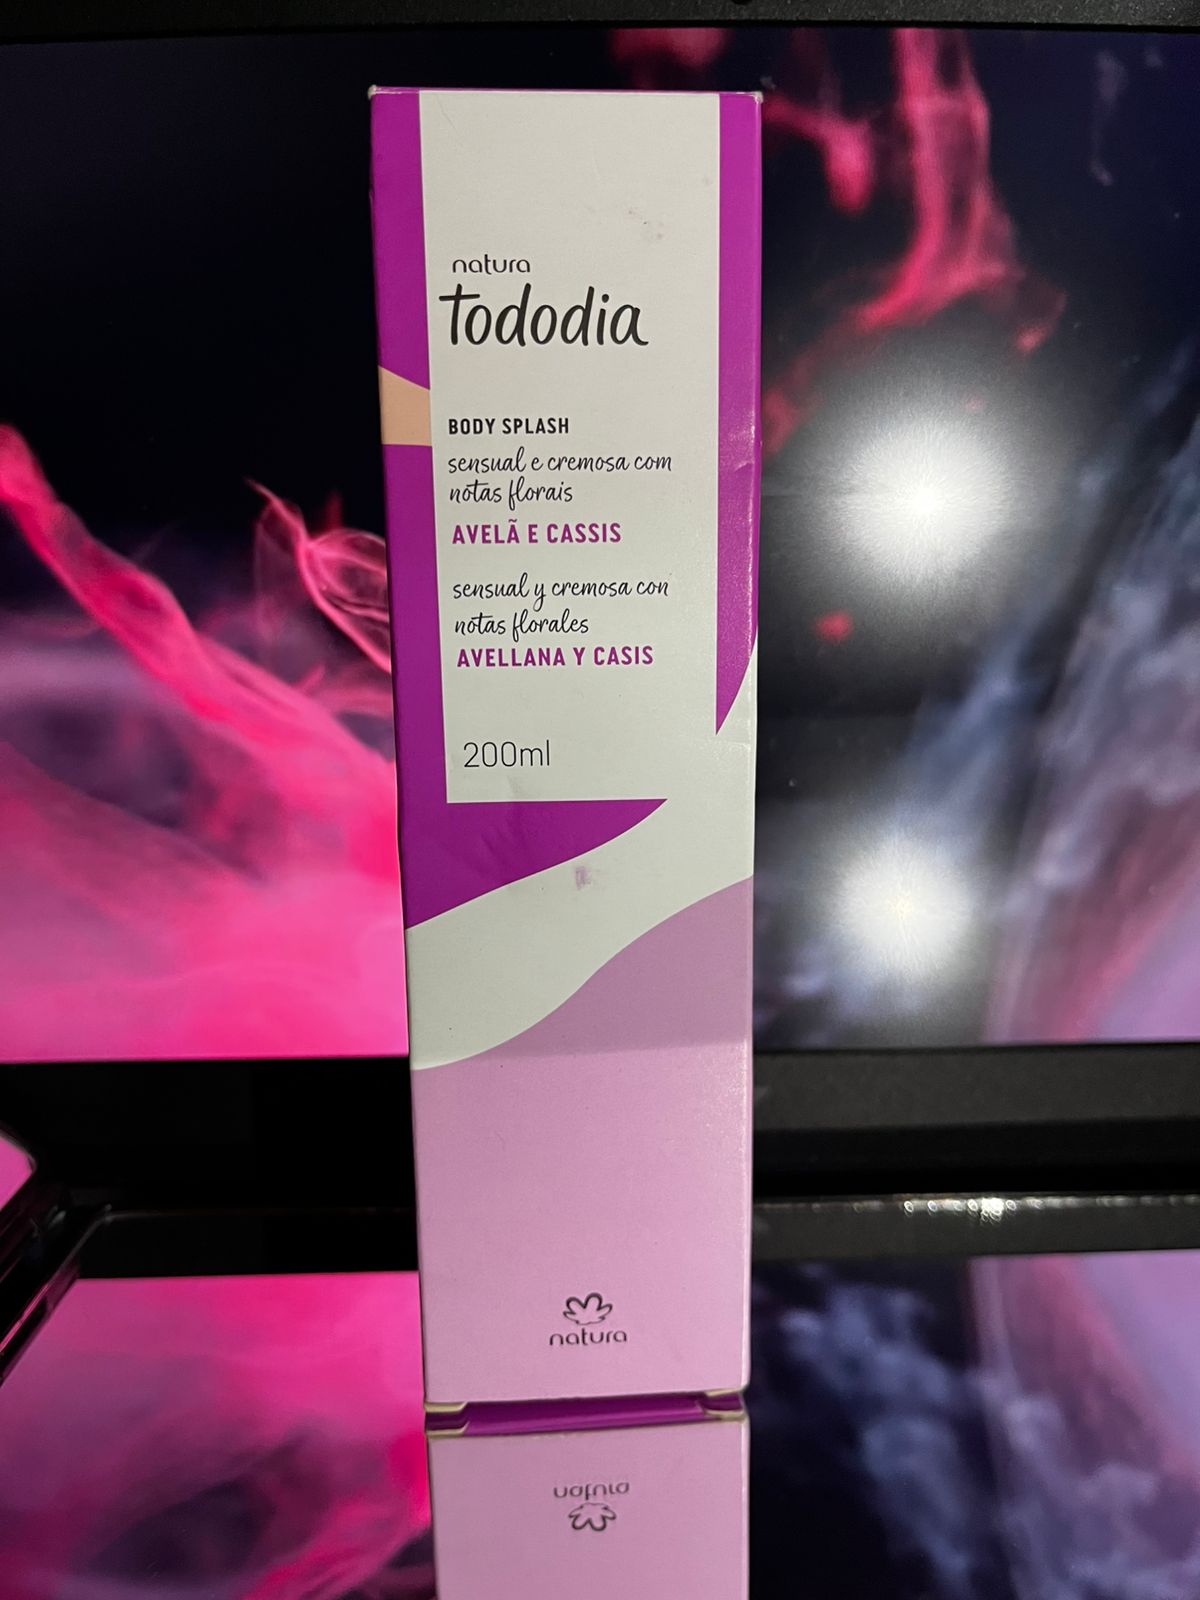 natura
tododia
BODY SPLASH
sensual e cremosa com
notas florais
AVELÃ E CASSIS
sensual y cremosa con
notas florales
AVELLANA Y CASIS
200ml
natura
natura